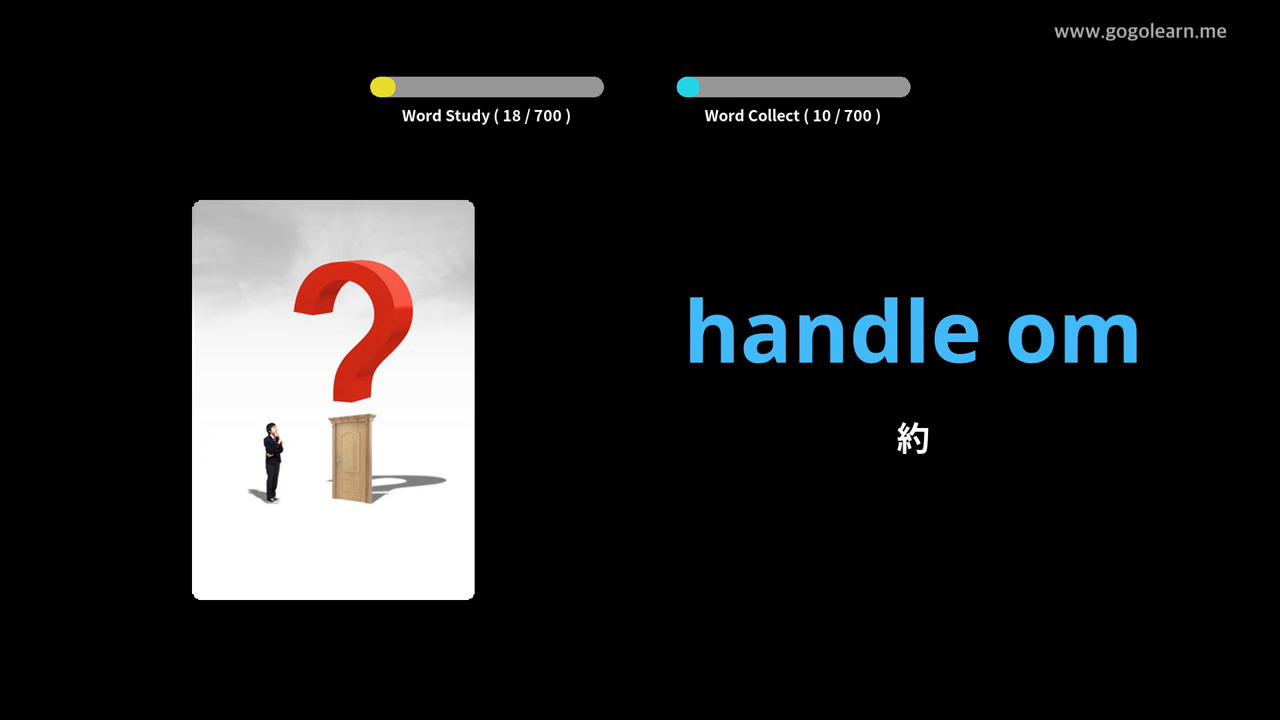 www.gogolearn.me
Word Study ( 18 / 700 )
Word Collect ( 10 / 700 )
handle om
約